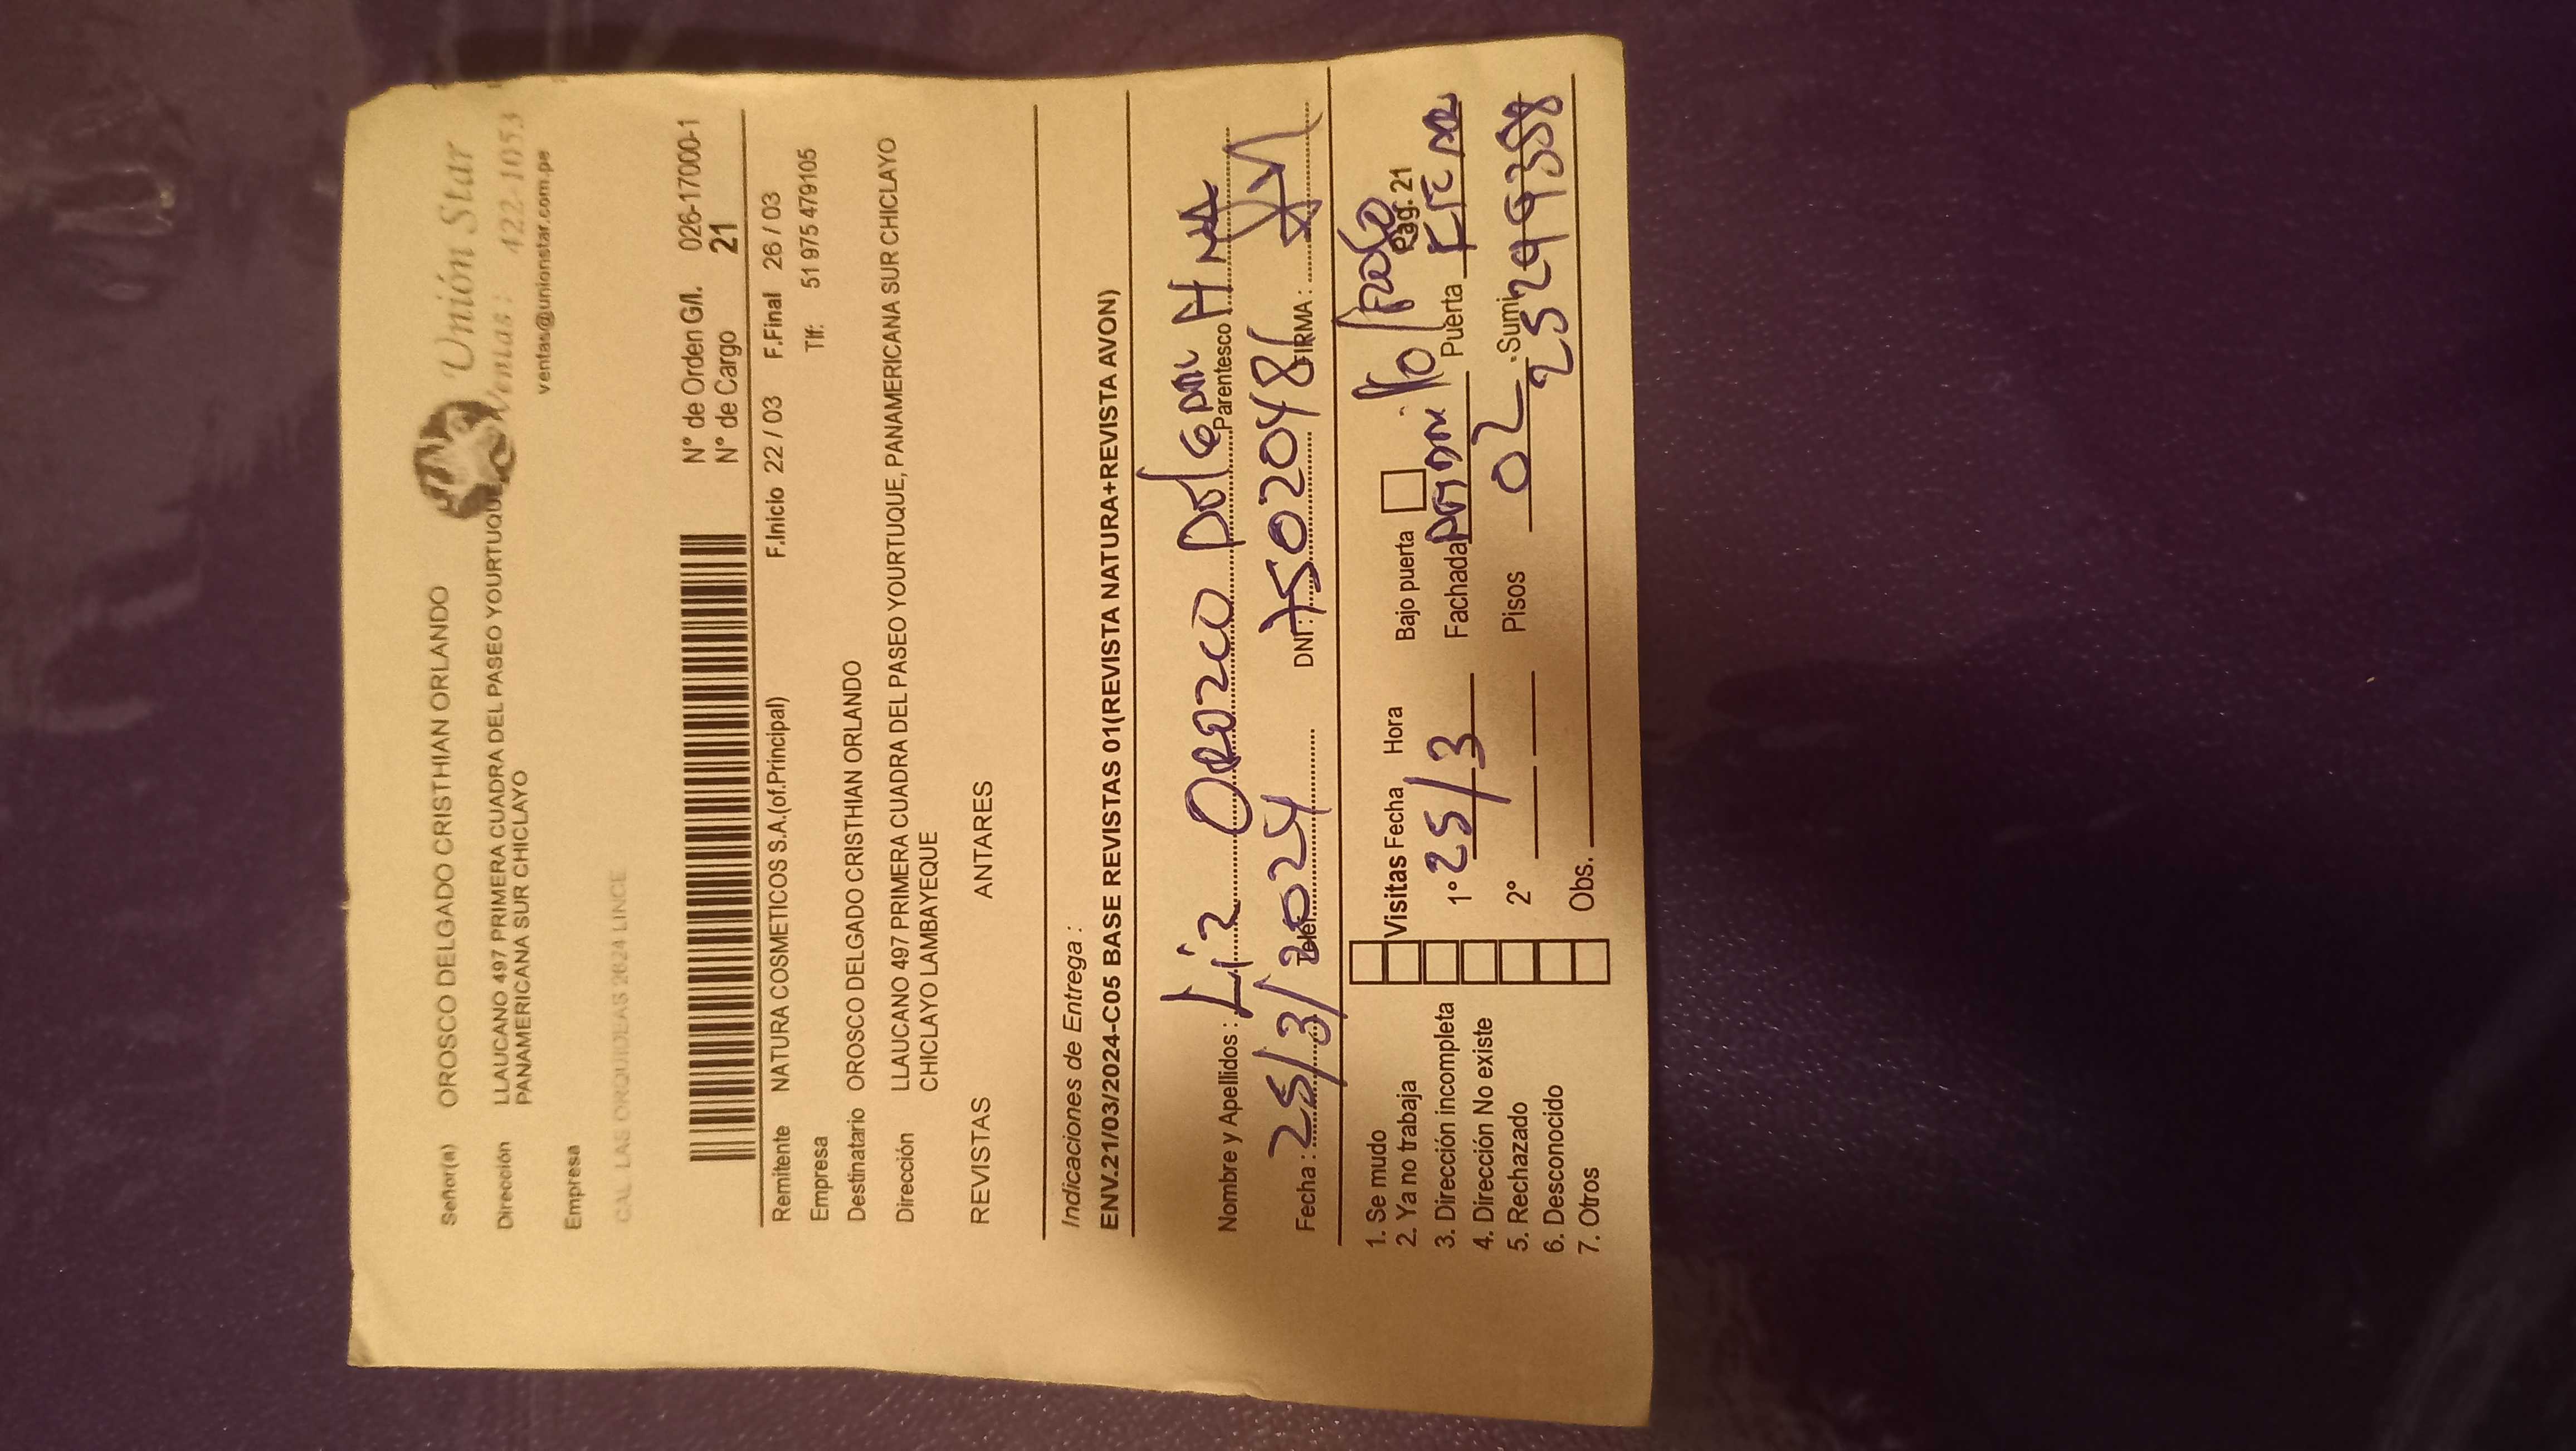 Unión Star
Ventas: 422-1053
ventas@unionstar.com.pe
Señor(a) OROSCO DELGADO CRISTHIAN ORLANDO
Dirección LLAUCANO 497 PRIMERA CUADRA DEL PASEO YOURTUQUE,
PANAMERICANA SUR CHICLAYO
Empresa
CAL LAS ORQUIDEAS 2624 LINCE
N° de Orden G/l. 026-17000-1
N° de Cargo 21
Remitente NATURA COSMETICOS S.A.(of.Principal) F.Inicio 22 / 03 F.Final 26 / 03
Empresa Tlf: 51 975 479105
Destinatario OROSCO DELGADO CRISTHIAN ORLANDO
Dirección LLAUCANO 497 PRIMERA CUADRA DEL PASEO YOURTUQUE, PANAMERICANA SUR CHICLAYO
CHICLAYO LAMBAYEQUE
REVISTAS ANTARES
Indicaciones de Entrega :
ENV.21/03/2024-C05 BASE REVISTAS 01(REVISTA NATURA+REVISTA AVON)
Nombre y Apellidos : Liz Orozco Parentesco
Fecha : 25/3/2024 Telef. DNI : 75020481 FIRMA :
1. Se mudo
2. Ya no trabaja Visitas Fecha Hora Bajo puerta Pag. 21
3. Dirección incompleta 1° 25/3 Fachada Puerta
4. Dirección No existe
5. Rechazado 2° Pisos 02 Sumi
6. Desconocido 25299358
7. Otros Obs.